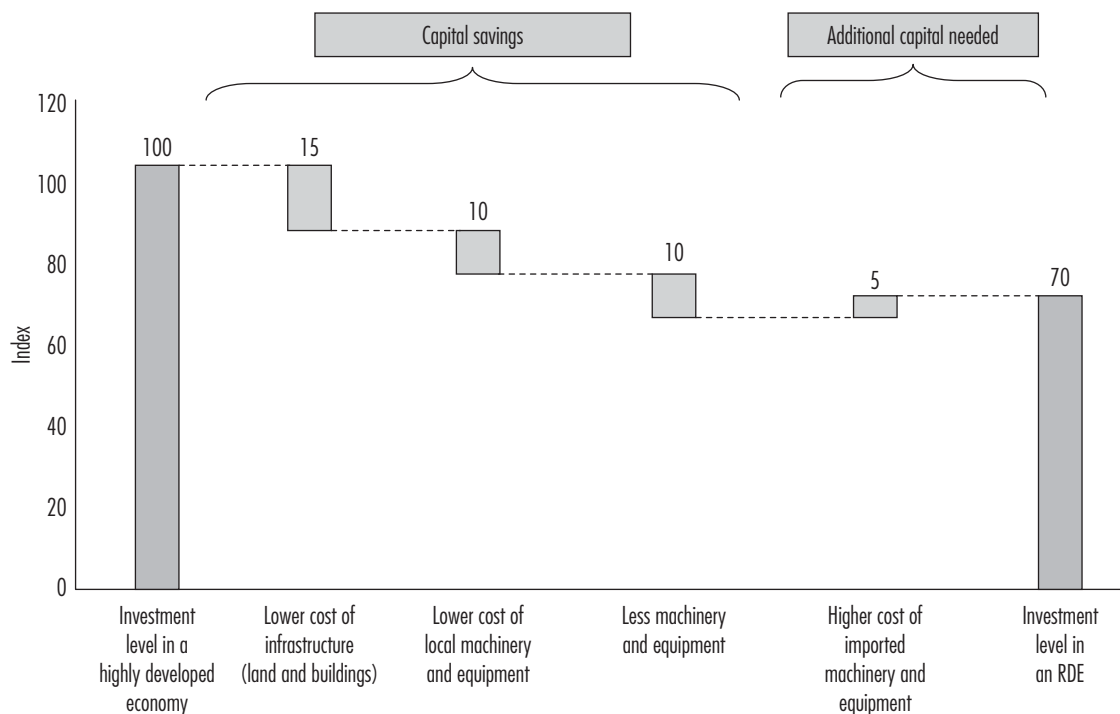 Capital savings
Additional capital needed
120
100
80
60
40
20
0
Index
100
15
10
10
5
70
Investment
level in a
highly developed
economy
Lower cost of
infrastructure
(land and buildings)
Lower cost of
local machinery
and equipment
Less machinery
and equipment
Higher cost of
imported
machinery and
equipment
Investment
level in
an RDE